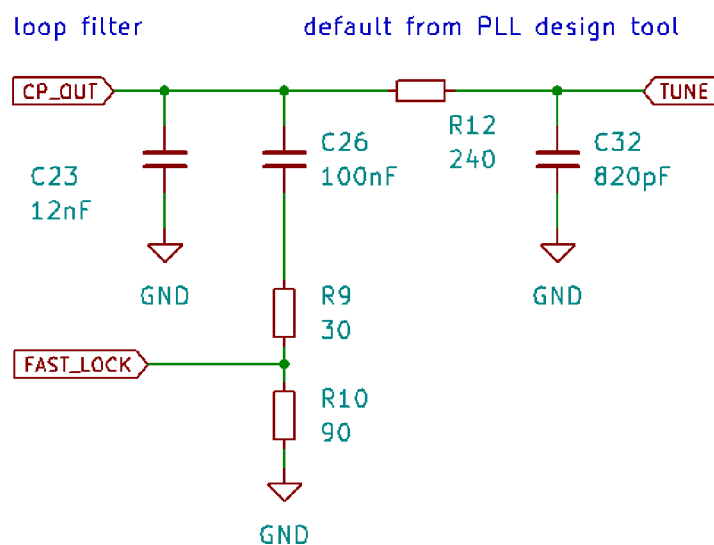 loop filter
default from PLL design tool
CP_OUT
TUNE
R12
240
C26
100nF
C32
820pF
C23
12nF
GND
GND
R9
30
FAST_LOCK
R10
90
GND